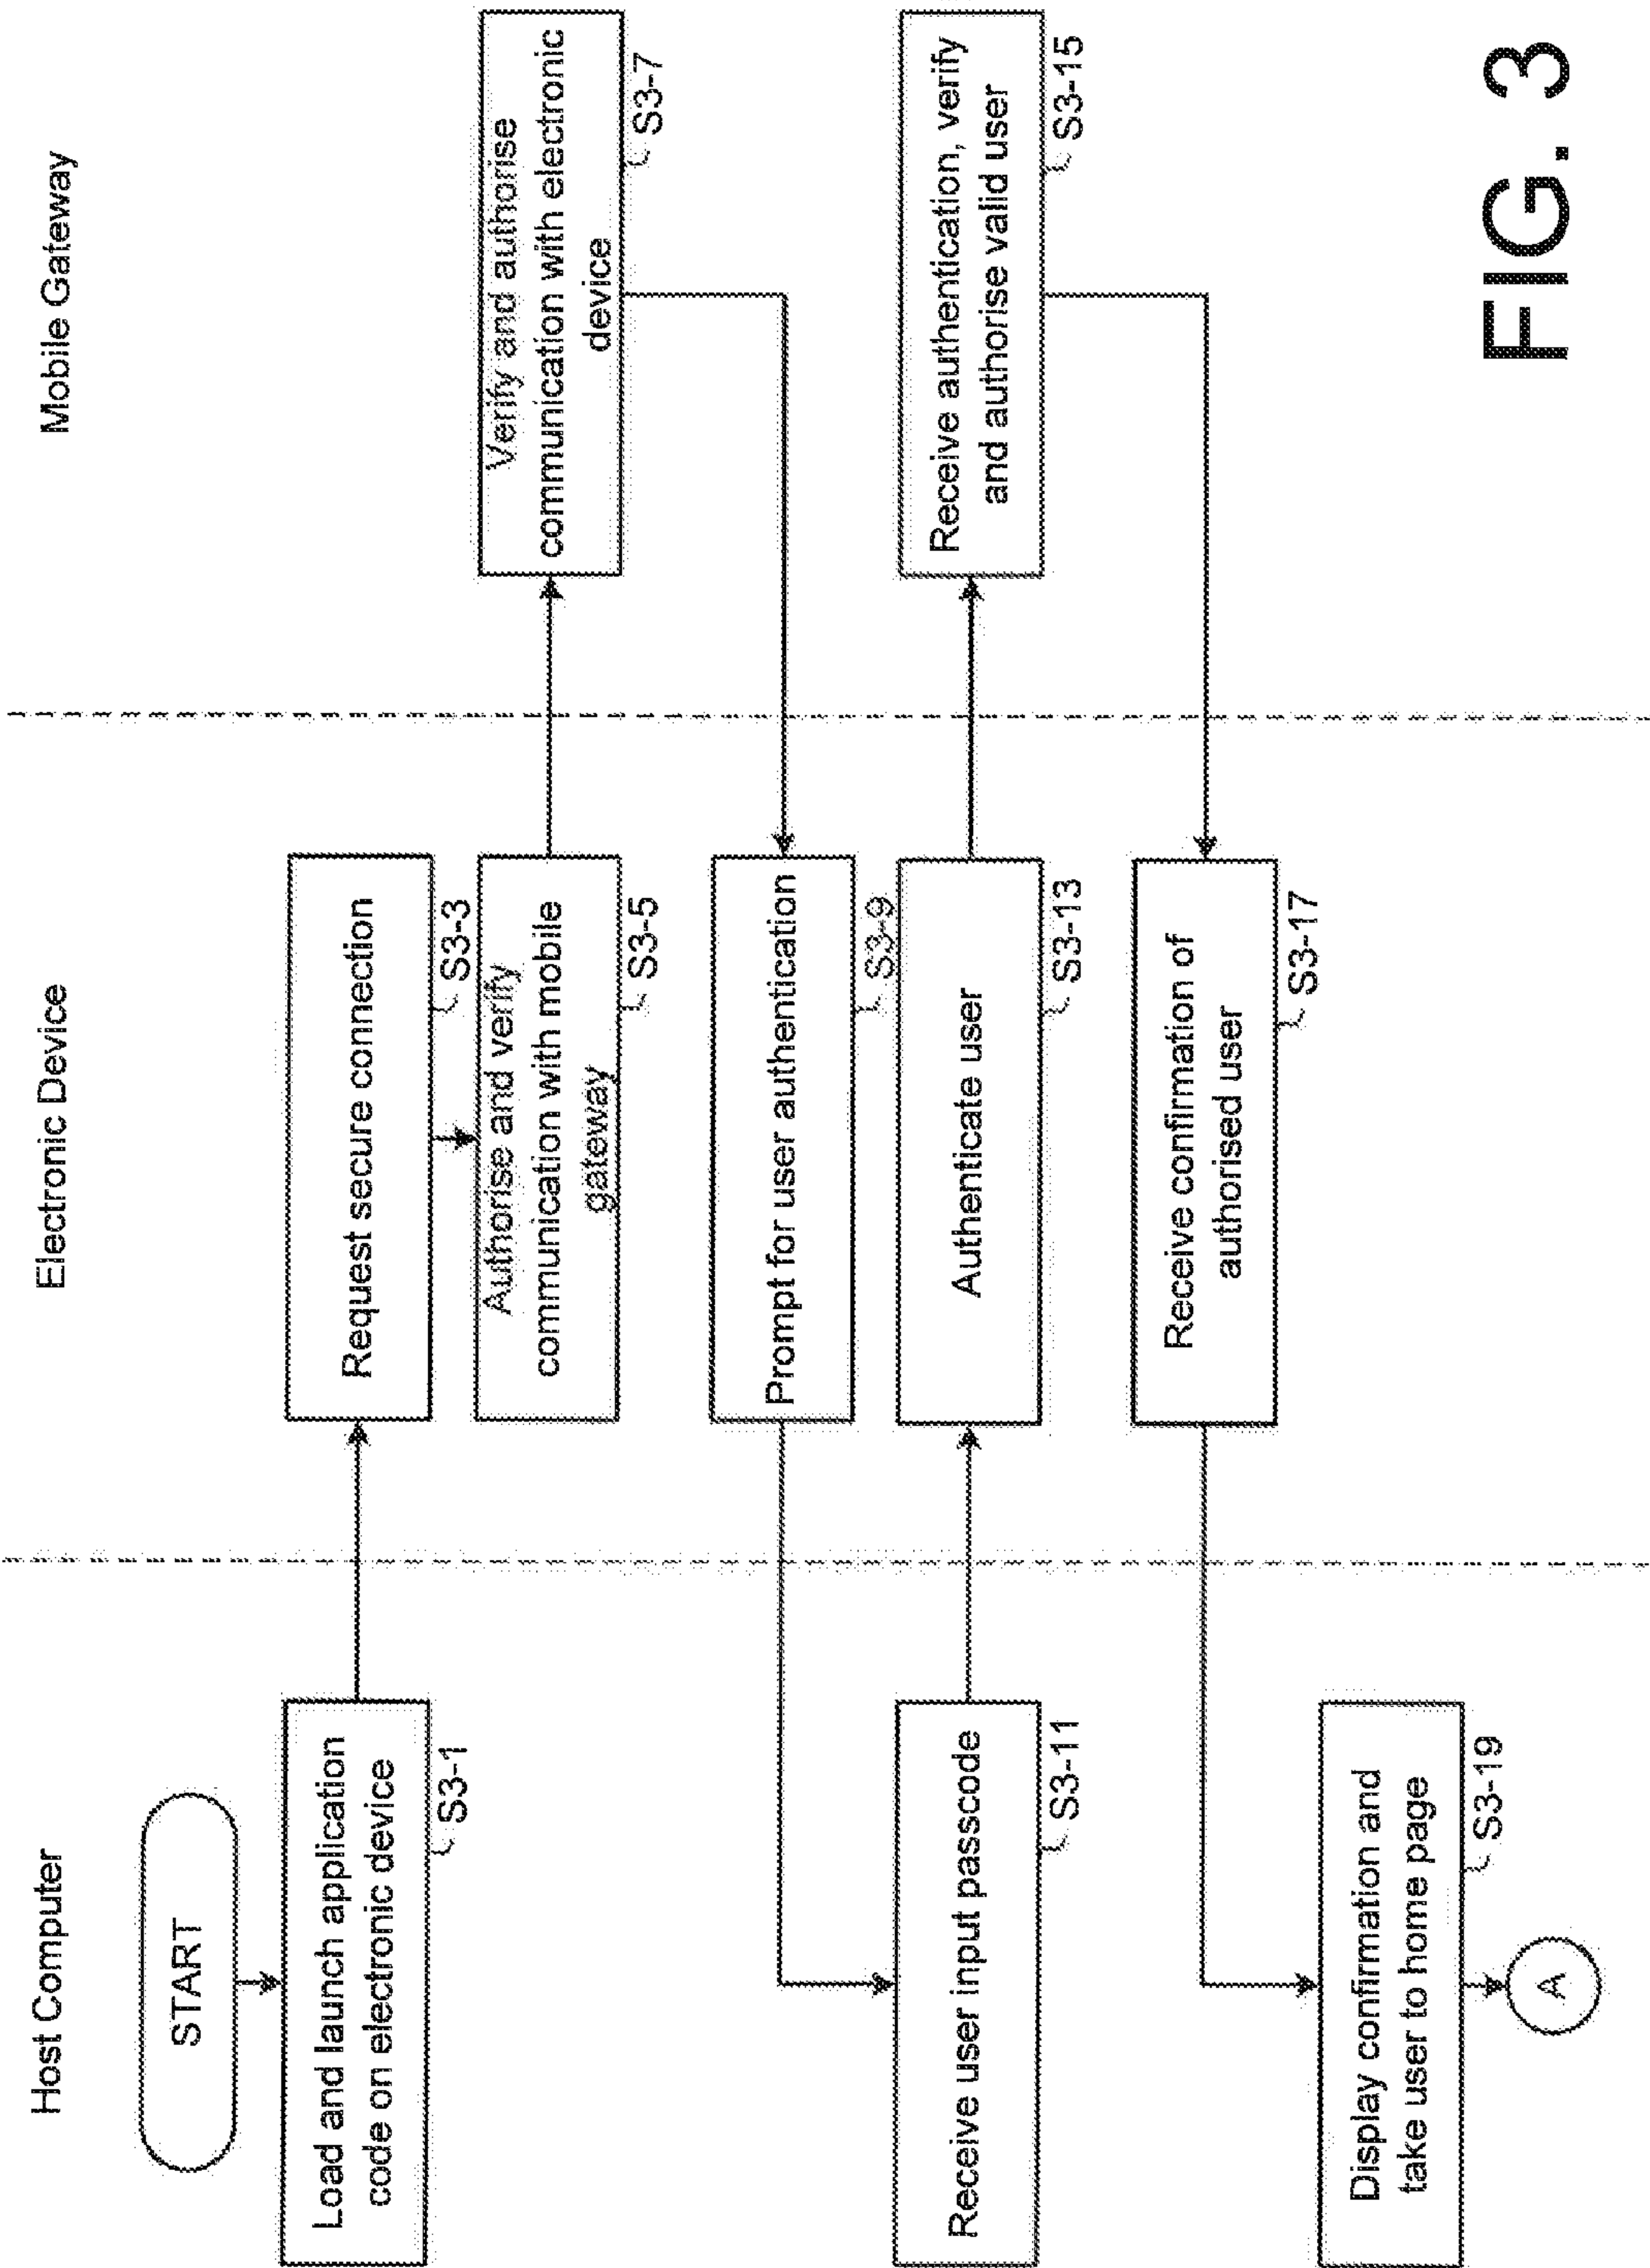 Host Computer
Electronic Device
Mobile Gateway
START
Load and launch application
code on electronic device
S3-1
Request secure connection
S3-3
Authorise and verify
communication with mobile
gateway
S3-5
Verify and authorise
communication with electronic
device
S3-7
Prompt for user authentication
S3-9
Receive user input passcode
S3-11
Authenticate user
S3-13
Receive authentication, verify
and authorise valid user
S3-15
Receive confirmation of
authorised user
S3-17
Display confirmation and
take user to home page
S3-19
A
FIG. 3